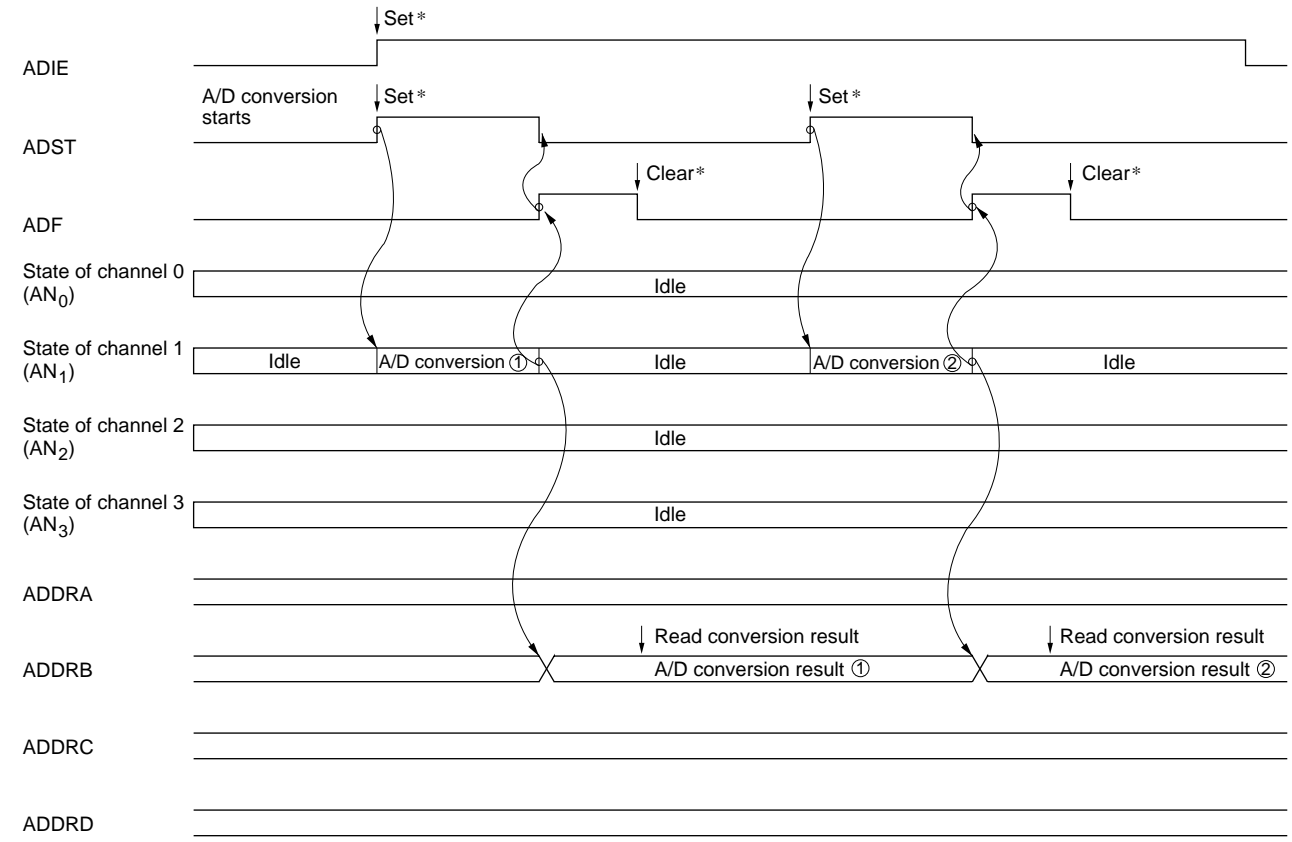 Set*
ADIE
A/D conversion
starts
Set*
Set*
ADST
Clear*
Clear*
ADF
State of channel 0
(AN0)
Idle
State of channel 1
(AN1)
Idle
A/D conversion ①
Idle
A/D conversion ②
Idle
State of channel 2
(AN2)
Idle
State of channel 3
(AN3)
Idle
ADDRA
Read conversion result
Read conversion result
ADDRB
A/D conversion result ①
A/D conversion result ②
ADDRC
ADDRD